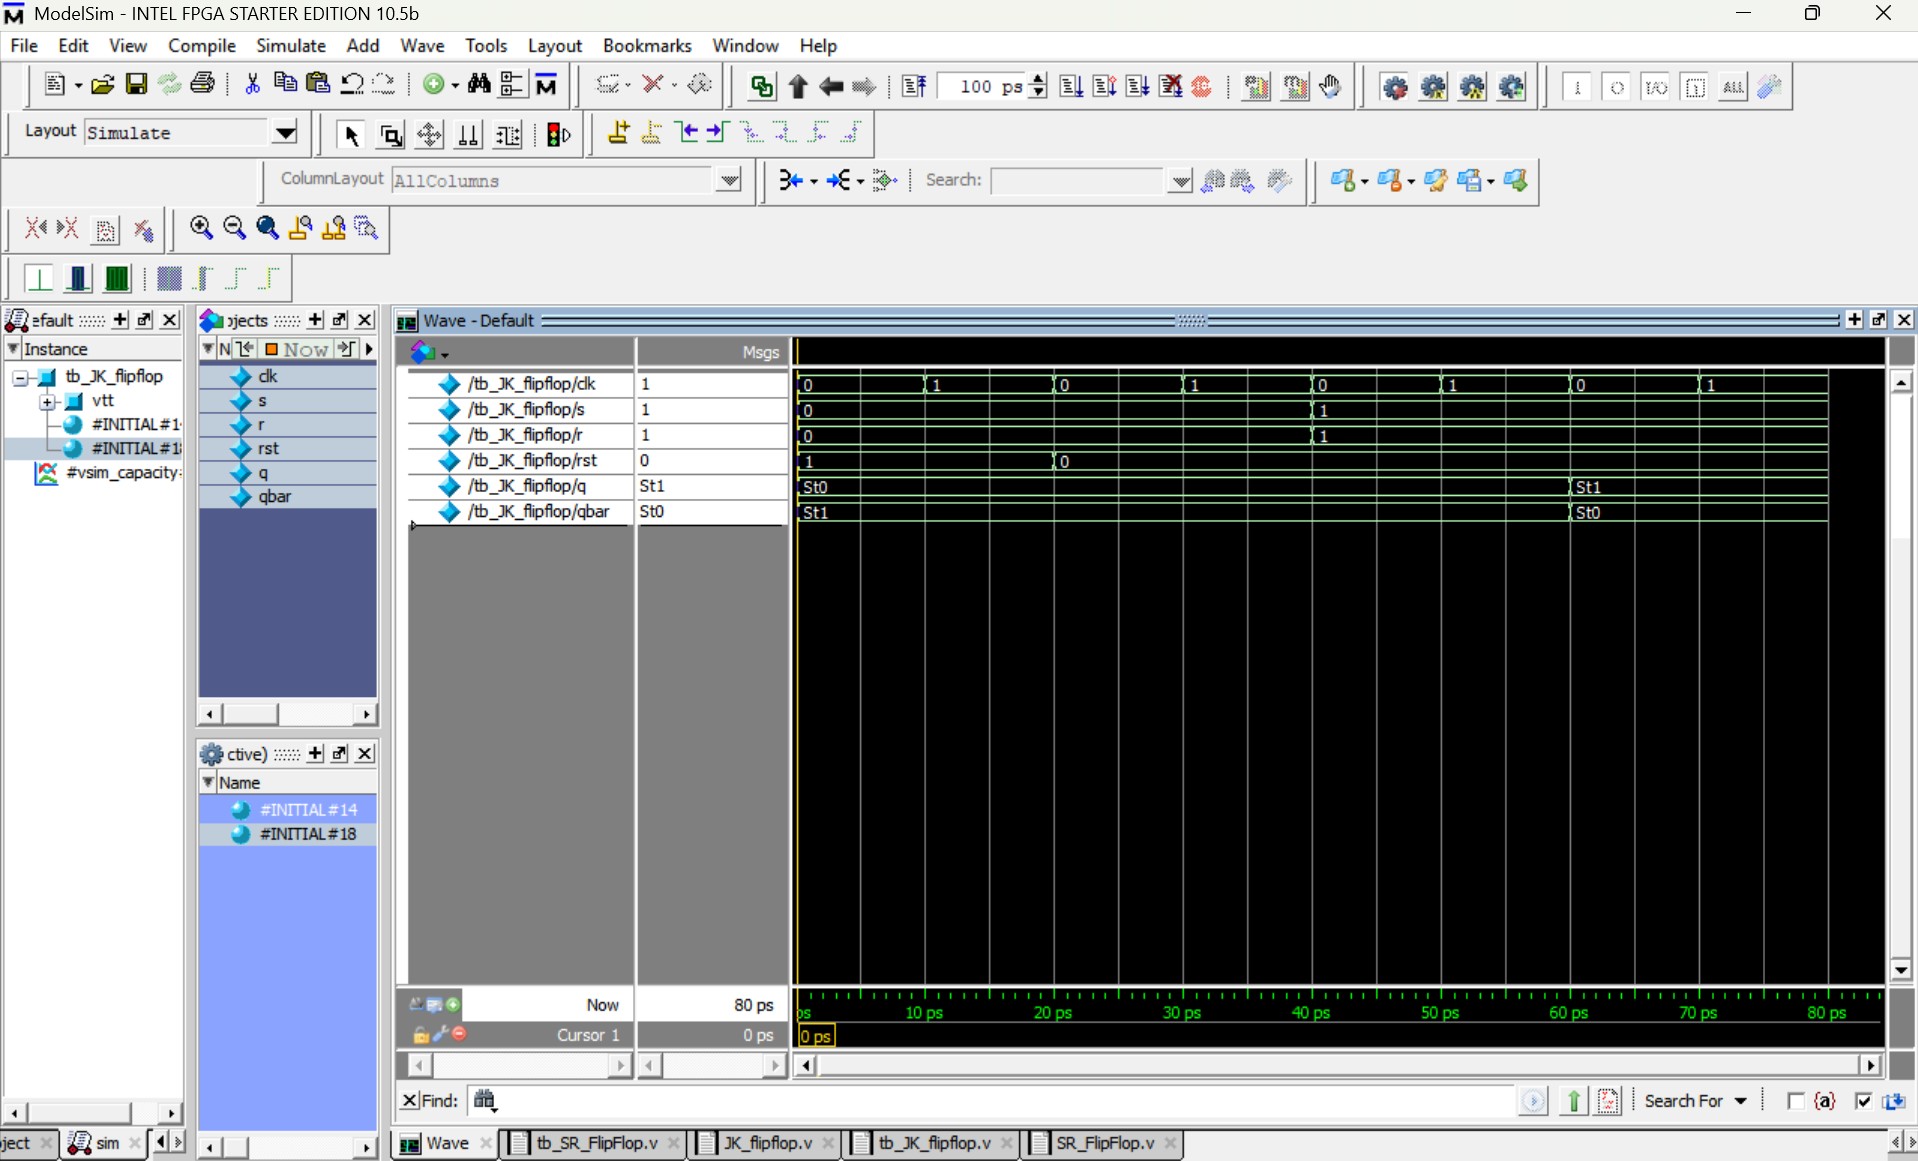 ModelSim - INTEL FPGA STARTER EDITION 10.5b
File Edit View Compile Simulate Add Wave Tools Layout Bookmarks Window Help
100 ps
Layout Simulate
ColumnLayout AllColumns Search:
efault
Instance
tb_JK_flipflop
vtt
#INITIAL#1
#INITIAL#18
#vsim_capacity
jects
N Now
clk
s
r
rst
q
qbar
ctive)
Name
#INITIAL#14
#INITIAL#18
Wave - Default
Msgs
/tb_JK_flipflop/clk 1 0 1 0 1 0 1 0 1
/tb_JK_flipflop/s 1 0 1
/tb_JK_flipflop/r 1 0 1
/tb_JK_flipflop/rst 0 1 0
/tb_JK_flipflop/q St1 St0 St1
/tb_JK_flipflop/qbar St0 St1 St0
Now 80 ps ps 10 ps 20 ps 30 ps 40 ps 50 ps 60 ps 70 ps 80 ps
Cursor 1 0 ps 0 ps
Find: Search For {a}
ject sim Wave tb_SR_FlipFlop.v JK_flipflop.v tb_JK_flipflop.v SR_FlipFlop.v